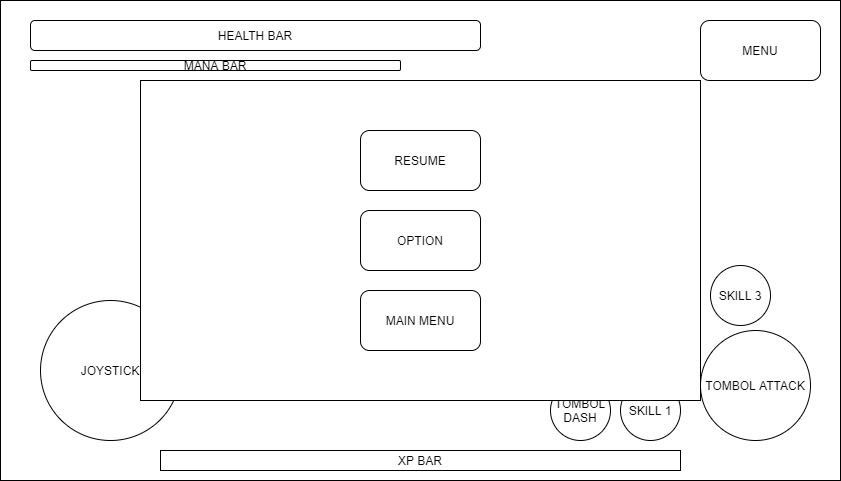 HEALTH BAR
MENU
MANA BAR
RESUME
OPTION
SKILL 3
MAIN MENU
JOYSTICK
TOMBOL ATTACK
TOMBOL
DASH
SKILL 1
XP BAR